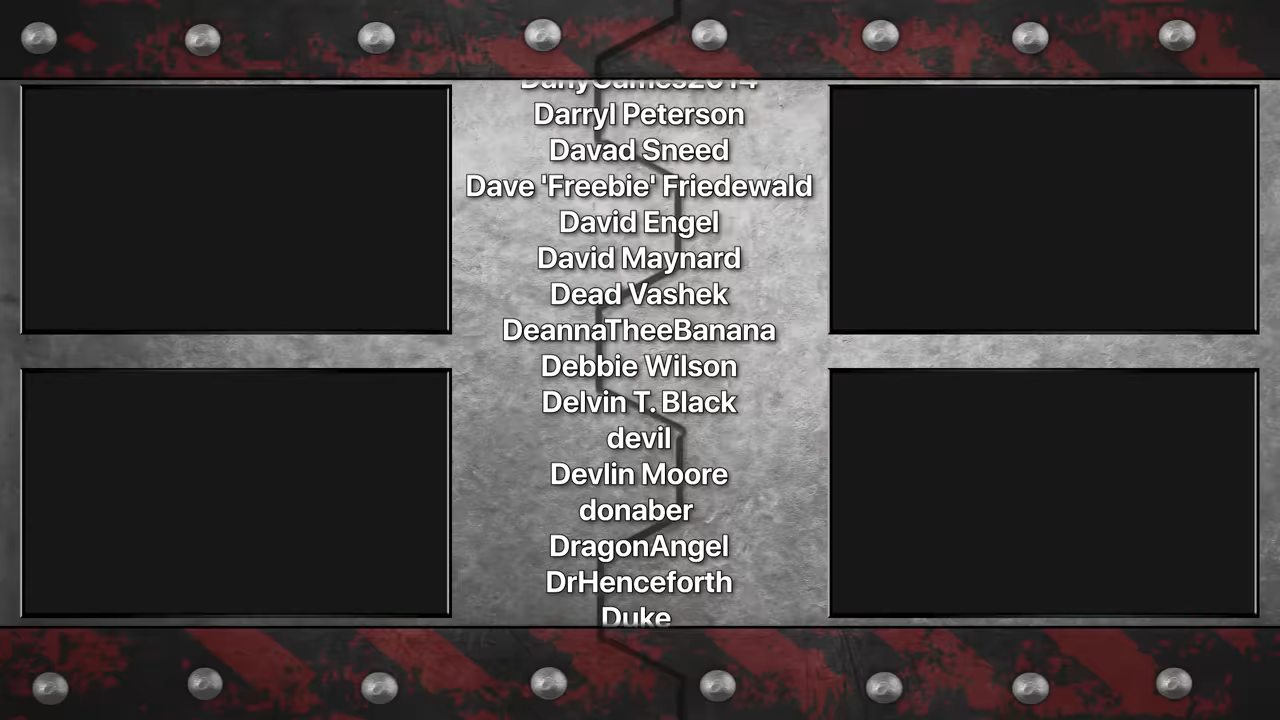 DanyGames2014
Darryl Peterson
Davad Sneed
Dave 'Freebie' Friedewald
David Engel
David Maynard
Dead Vashek
DeannaTheeBanana
Debbie Wilson
Delvin T. Black
devil
Devlin Moore
donaber
DragonAngel
DrHenceforth
Duke